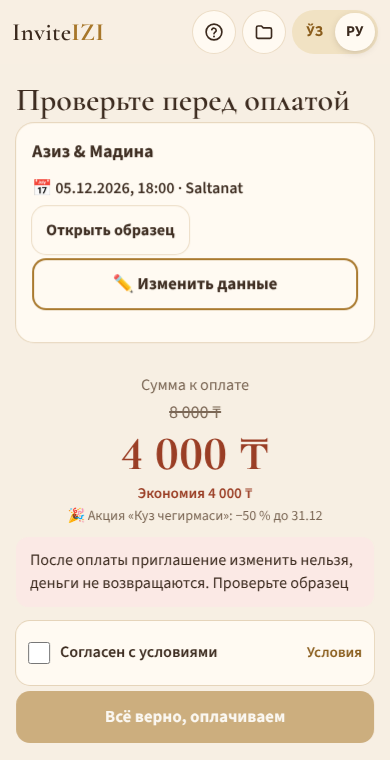 InviteIZI
ЎЗ
РУ
Проверьте перед оплатой
Азиз & Мадина
📅 05.12.2026, 18:00 · Saltanat
Открыть образец
✏️ Изменить данные
Сумма к оплате
8 000 ₸
4 000 ₸
Экономия 4 000 ₸
🎉 Акция «Куз чегирмаси»: −50 % до 31.12
После оплаты приглашение изменить нельзя,
деньги не возвращаются. Проверьте образец
Согласен с условиями
Условия
Всё верно, оплачиваем